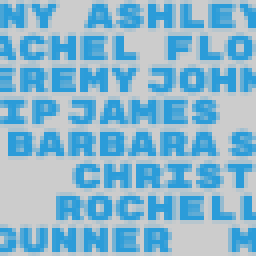 NY ASHLEY
ACHEL FLO
EREMY JOHN
IP JAMES
BARBARA S
CHRIST
ROCHELL
GUNNER M